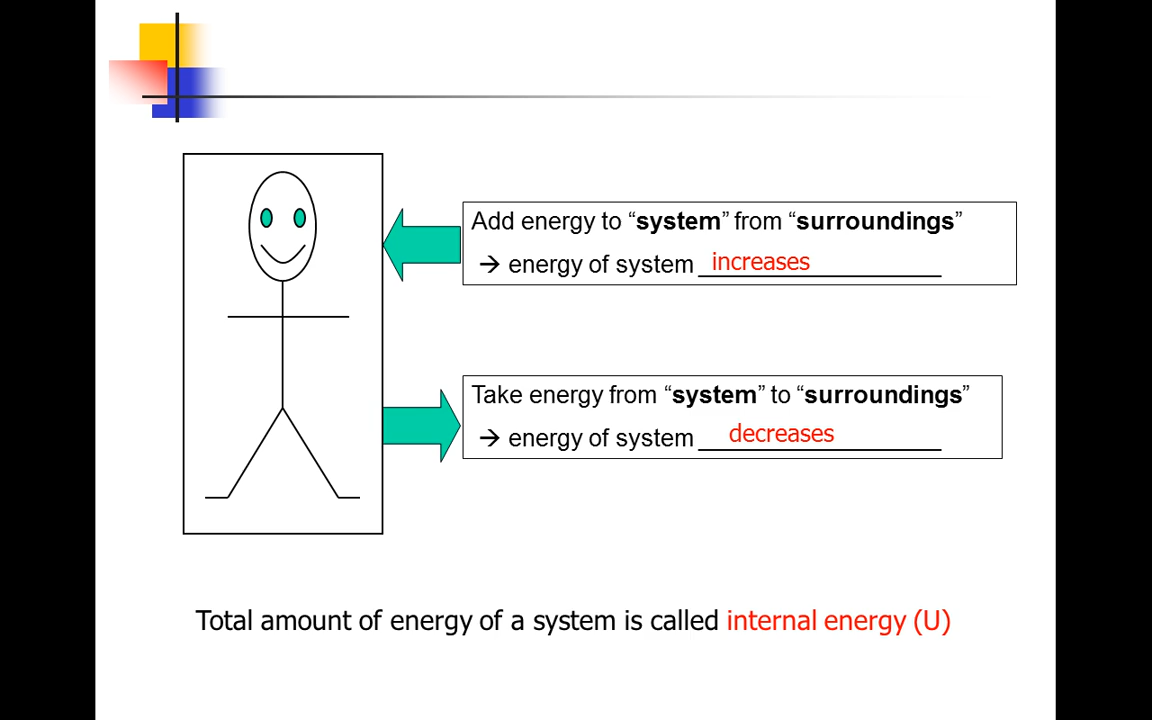 Add energy to “system” from “surroundings”
→ energy of system increases
Take energy from “system” to “surroundings”
→ energy of system decreases
Total amount of energy of a system is called internal energy (U)